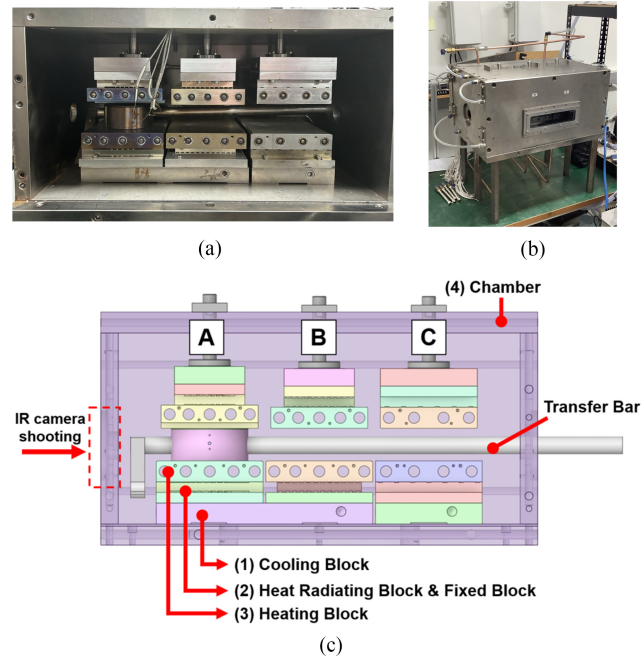 (a)
(b)
(4) Chamber
A
B
C
IR camera
shooting
Transfer Bar
(1) Cooling Block
(2) Heat Radiating Block & Fixed Block
(3) Heating Block
(c)